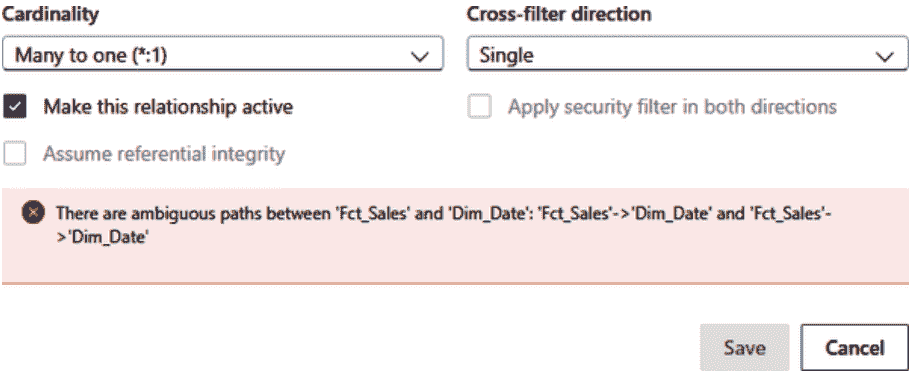 Cardinality
Cross-filter direction
Many to one (*:1)
Single
Make this relationship active
Apply security filter in both directions
Assume referential integrity
There are ambiguous paths between 'Fct_Sales' and 'Dim_Date': 'Fct_Sales'->'Dim_Date' and 'Fct_Sales'-
>'Dim_Date'
Save
Cancel